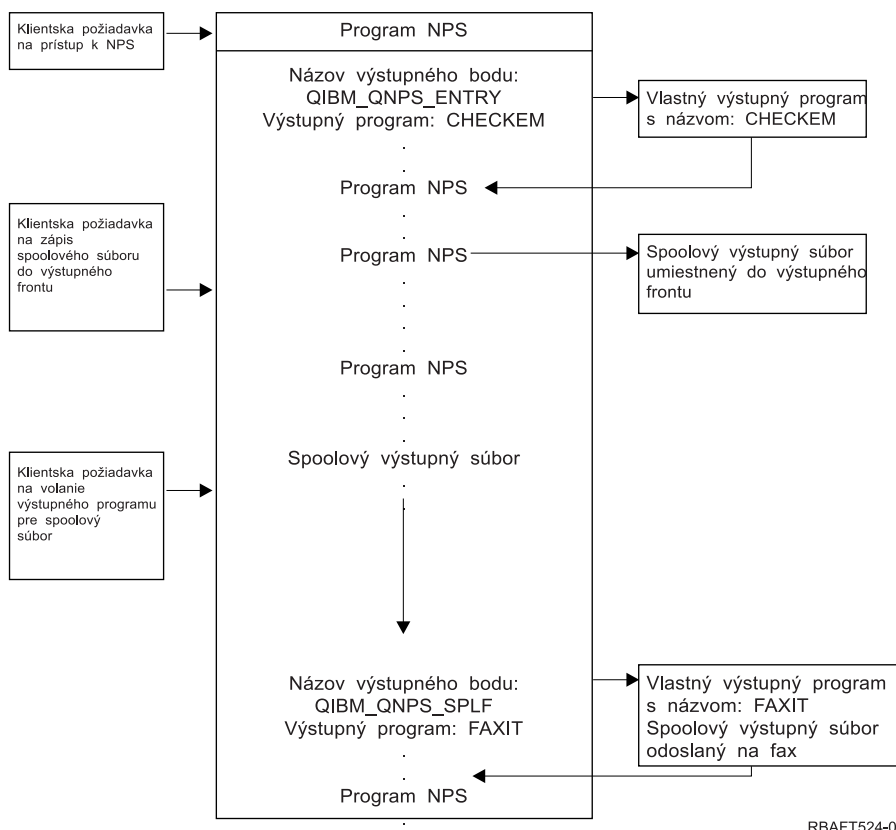 Klientska požiadavka
na prístup k NPS
Program NPS
Názov výstupného bodu:
QIBM_QNPS_ENTRY
Výstupný program: CHECKEM
Vlastný výstupný program
s názvom: CHECKEM
Program NPS
Klientska požiadavka
na zápis
spoolového súboru
do výstupného
frontu
Program NPS
Spoolový výstupný súbor
umiestnený do výstupného
frontu
Program NPS
Klientska požiadavka
na volanie
výstupného programu
pre spoolový
súbor
Spoolový výstupný súbor
Názov výstupného bodu:
QIBM_QNPS_SPLF
Výstupný program: FAXIT
Vlastný výstupný program
s názvom: FAXIT
Spoolový výstupný súbor
odoslaný na fax
Program NPS
RBAFT524-0